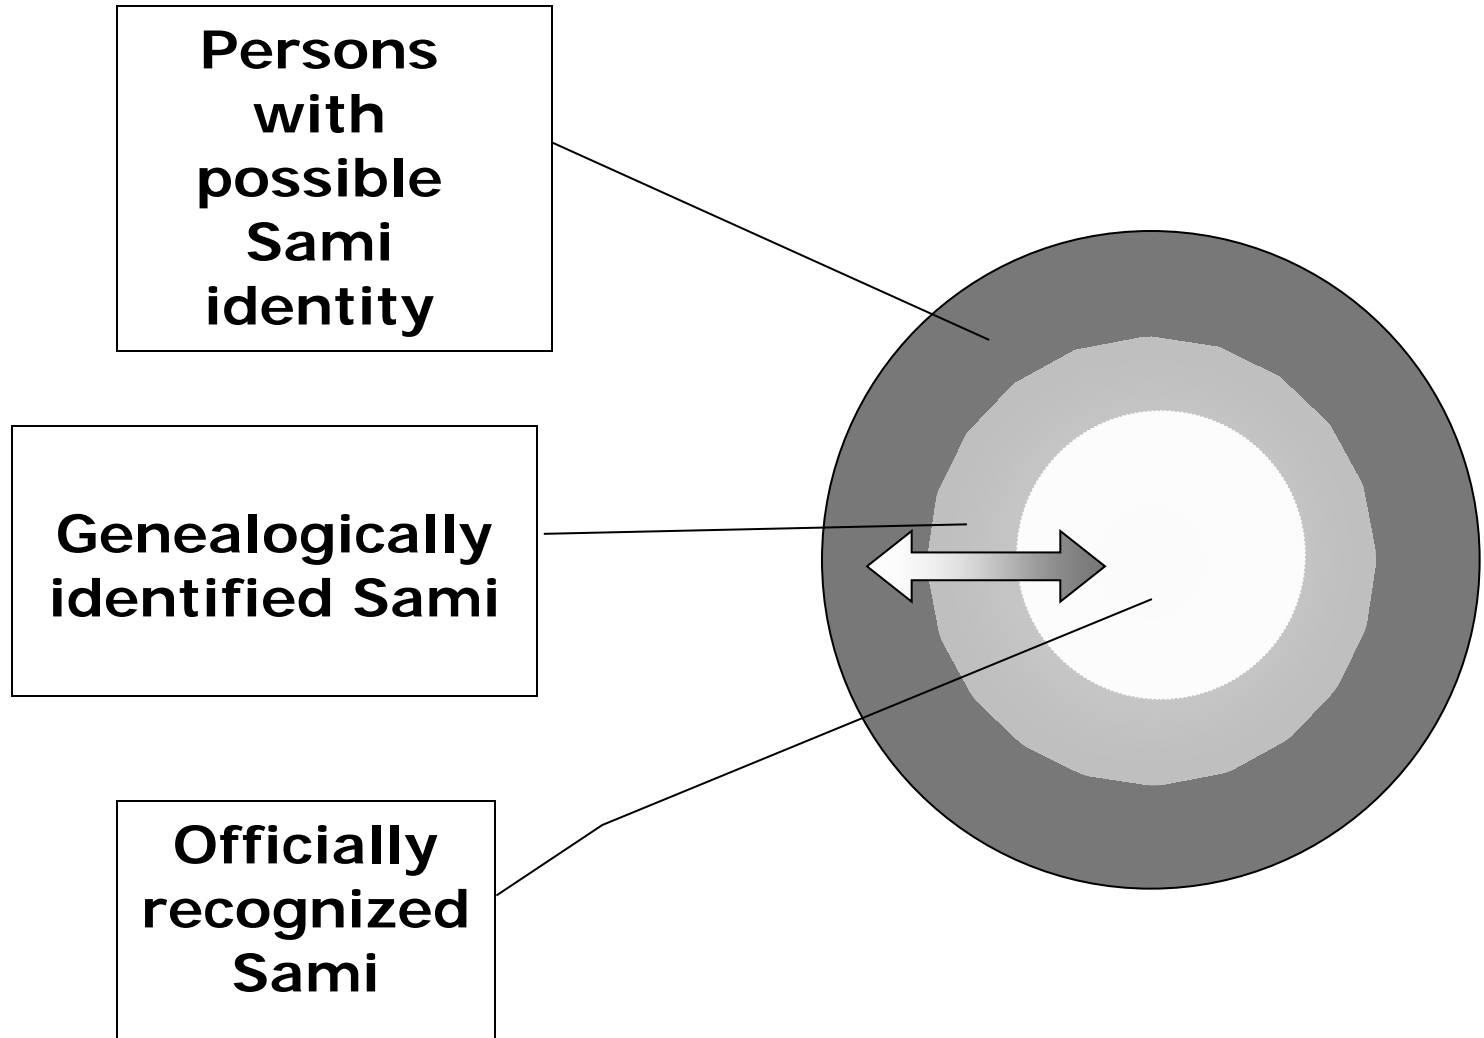 Persons
with
possible
Sami
identity
Genealogically
identified Sami
Officially
recognized
Sami